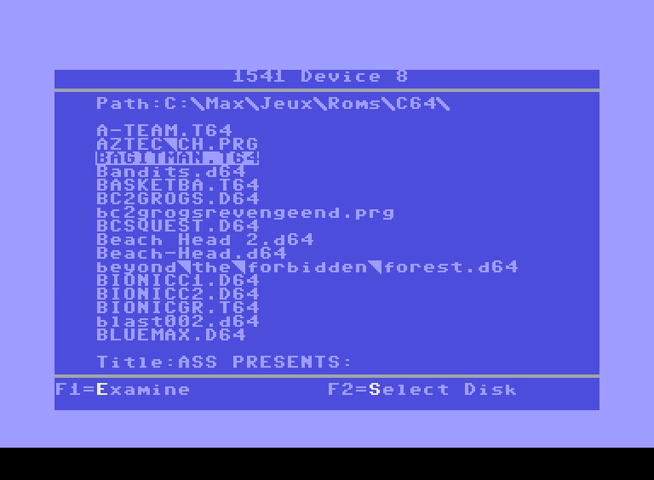 1541 Device 8
Path:C:\Max\Jeux\Roms\C64\
A-TEAM.T64
AZTEC◥CH.PRG
BAGITMAN.T64
Bandits.d64
BASKETBA.T64
BC2GROGS.D64
bc2grogsrevengeend.prg
BCSQUEST.D64
Beach Head 2.d64
Beach-Head.d64
beyond◥the◥forbidden◥forest.d64
BIONICC1.D64
BIONICC2.D64
BIONICGR.T64
blast002.d64
BLUEMAX.D64
Title:ASS PRESENTS:
F1=Examine F2=Select Disk